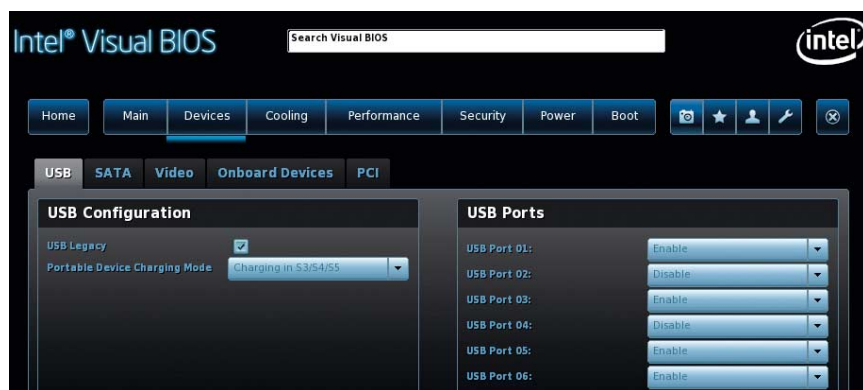 Intel® Visual BIOS
Search Visual BIOS
intel
Home Main Devices Cooling Performance Security Power Boot
USB SATA Video Onboard Devices PCI
USB Configuration
USB Legacy
Portable Device Charging Mode Charging in S3/S4/S5
USB Ports
USB Port 01: Enable
USB Port 02: Disable
USB Port 03: Enable
USB Port 04: Disable
USB Port 05: Enable
USB Port 06: Enable